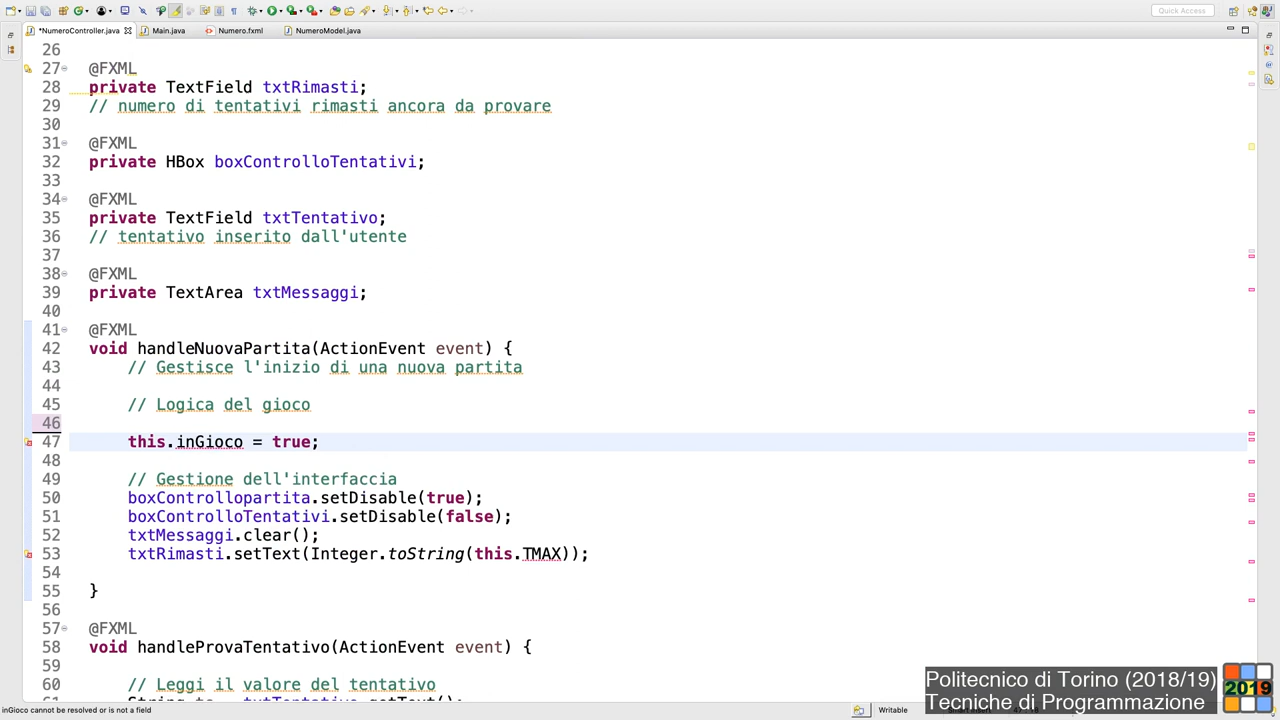 Quick Access
*NumeroController.java Main.java Numero.fxml NumeroModel.java
26
27 @FXML
28 private TextField txtRimasti;
29 // numero di tentativi rimasti ancora da provare
30
31 @FXML
32 private HBox boxControlloTentativi;
33
34 @FXML
35 private TextField txtTentativo;
36 // tentativo inserito dall'utente
37
38 @FXML
39 private TextArea txtMessaggi;
40
41 @FXML
42 void handleNuovaPartita(ActionEvent event) {
43 // Gestisce l'inizio di una nuova partita
44
45 // Logica del gioco
46
47 this.inGioco = true;
48
49 // Gestione dell'interfaccia
50 boxControllopartita.setDisable(true);
51 boxControlloTentativi.setDisable(false);
52 txtMessaggi.clear();
53 txtRimasti.setText(Integer.toString(this.TMAX));
54
55 }
56
57 @FXML
58 void handleProvaTentativo(ActionEvent event) {
59
60 // Leggi il valore del tentativo
Politecnico di Torino (2018/19)
Tecniche di Programmazione
2019
inGioco cannot be resolved or is not a field
Writable